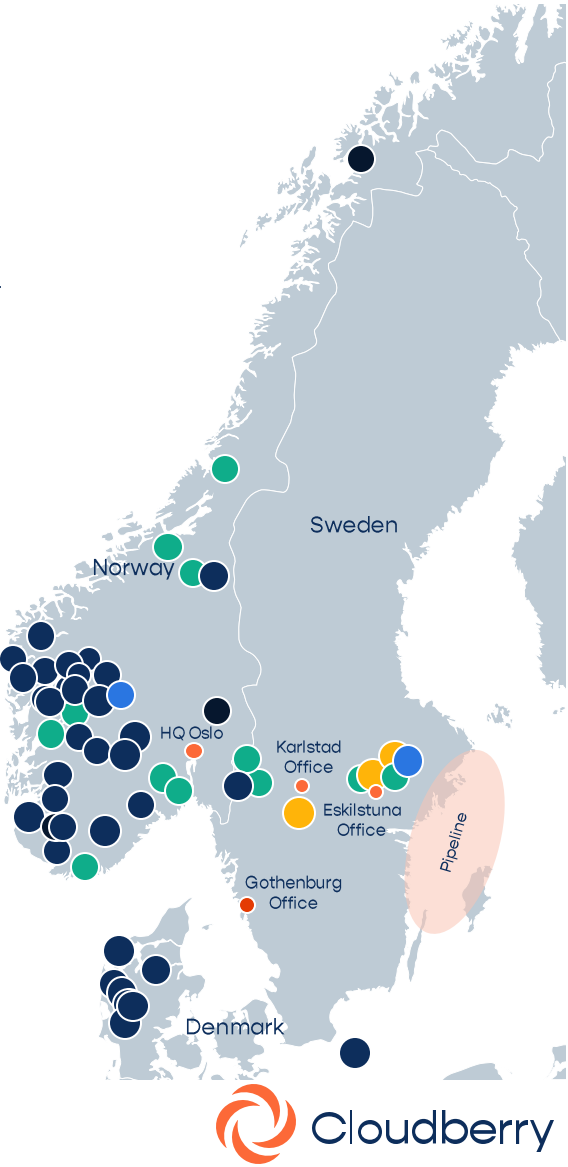 Sweden
Norway
HQ Oslo
Karlstad
Office
Eskilstuna
Office
Pipeline
Gothenburg
Office
Denmark
Cloudberry